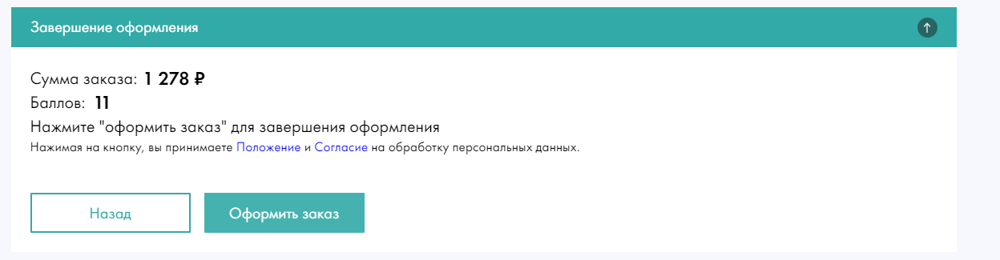 Завершение оформления
Сумма заказа: 1 278 ₽
Баллов: 11
Нажмите "оформить заказ" для завершения оформления
Нажимая на кнопку, вы принимаете Положение и Согласие на обработку персональных данных.
Назад Оформить заказ